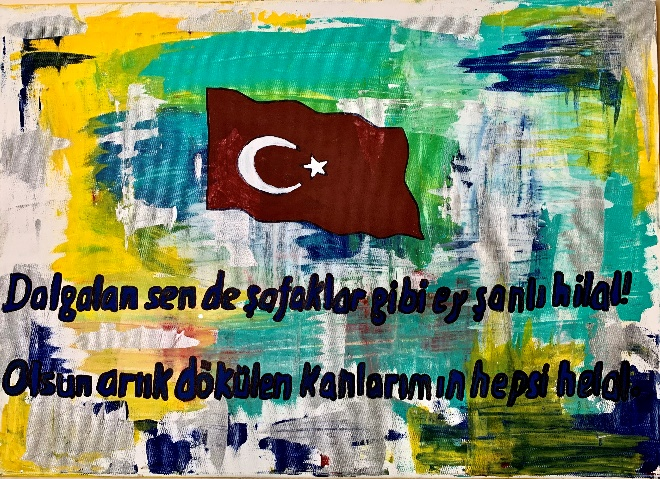 Dalgalan sen de şafaklar gibi ey şanlı hilal!
Olsun artık dökülen kanlarımın hepsi helal.